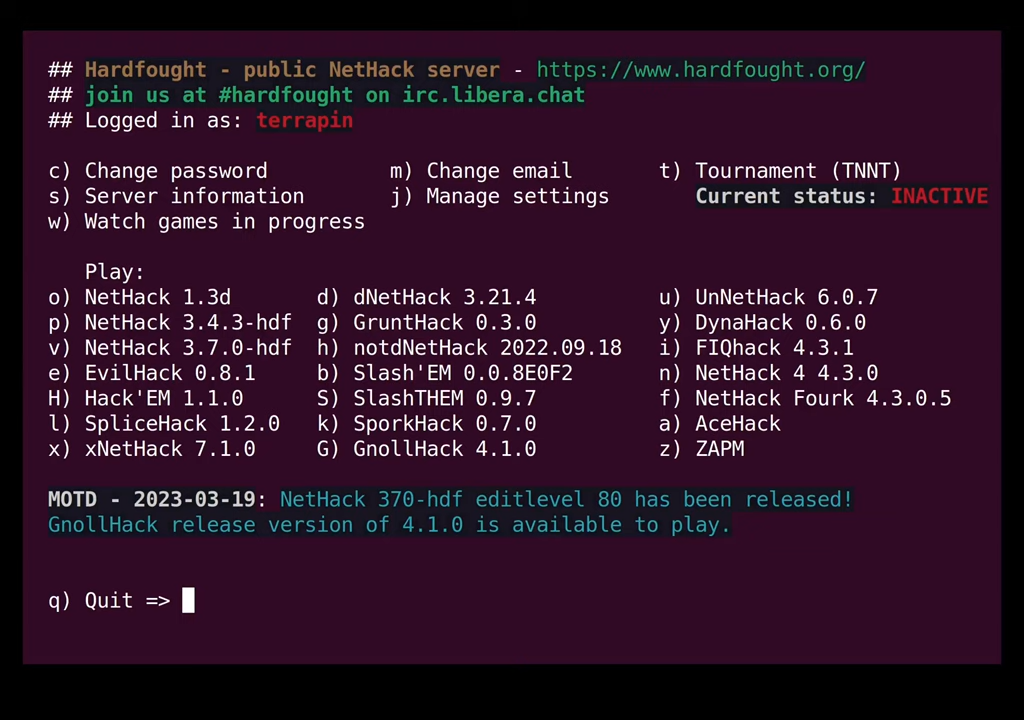 ## Hardfought - public NetHack server - https://www.hardfought.org/
## join us at #hardfought on irc.libera.chat
## Logged in as: terrapin
c) Change password m) Change email t) Tournament (TNNT)
s) Server information j) Manage settings Current status: INACTIVE
w) Watch games in progress
Play:
o) NetHack 1.3d d) dNetHack 3.21.4 u) UnNetHack 6.0.7
p) NetHack 3.4.3-hdf g) GruntHack 0.3.0 y) DynaHack 0.6.0
v) NetHack 3.7.0-hdf h) notdNetHack 2022.09.18 i) FIQhack 4.3.1
e) EvilHack 0.8.1 b) Slash'EM 0.0.8E0F2 n) NetHack 4 4.3.0
H) Hack'EM 1.1.0 S) SlashTHEM 0.9.7 f) NetHack Fourk 4.3.0.5
l) SpliceHack 1.2.0 k) SporkHack 0.7.0 a) AceHack
x) xNetHack 7.1.0 G) GnollHack 4.1.0 z) ZAPM
MOTD - 2023-03-19: NetHack 370-hdf editlevel 80 has been released!
GnollHack release version of 4.1.0 is available to play.
q) Quit =>